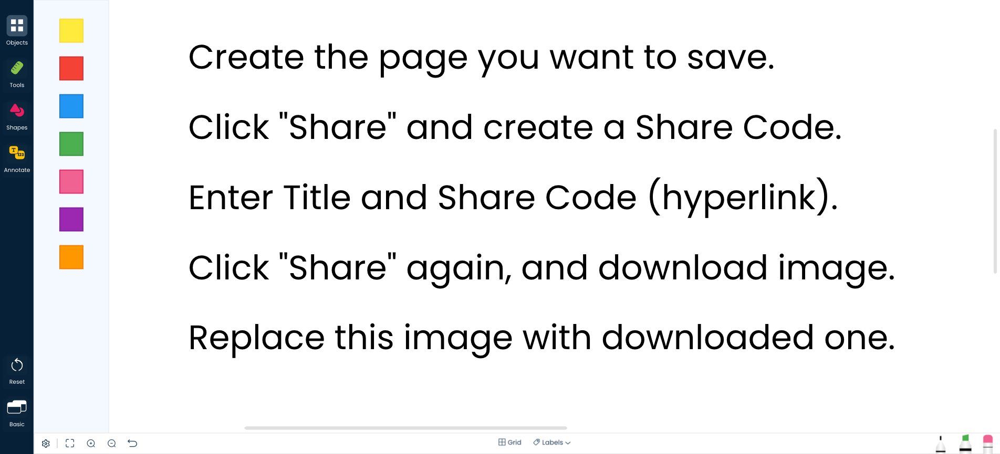 Objects
Tools
Shapes
T
123
Annotate
Reset
Basic
Create the page you want to save.
Click "Share" and create a Share Code.
Enter Title and Share Code (hyperlink).
Click "Share" again, and download image.
Replace this image with downloaded one.
Grid
Labels